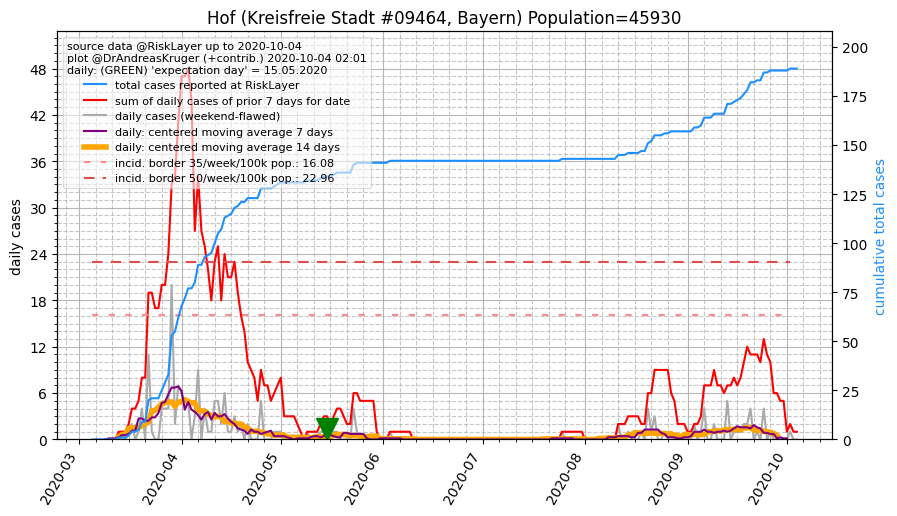 Hof (Kreisfreie Stadt #09464, Bayern) Population=45930
source data @RiskLayer up to 2020-10-04
plot @DrAndreasKruger (+contrib.) 2020-10-04 02:01
daily: (GREEN) 'expectation day' = 15.05.2020
total cases reported at RiskLayer
sum of daily cases of prior 7 days for date
daily cases (weekend-flawed)
daily: centered moving average 7 days
daily: centered moving average 14 days
incid. border 35/week/100k pop.: 16.08
incid. border 50/week/100k pop.: 22.96
daily cases
48
42
36
30
24
18
12
6
0
cumulative total cases
200
175
150
125
100
75
50
25
0
2020-03
2020-04
2020-05
2020-06
2020-07
2020-08
2020-09
2020-10